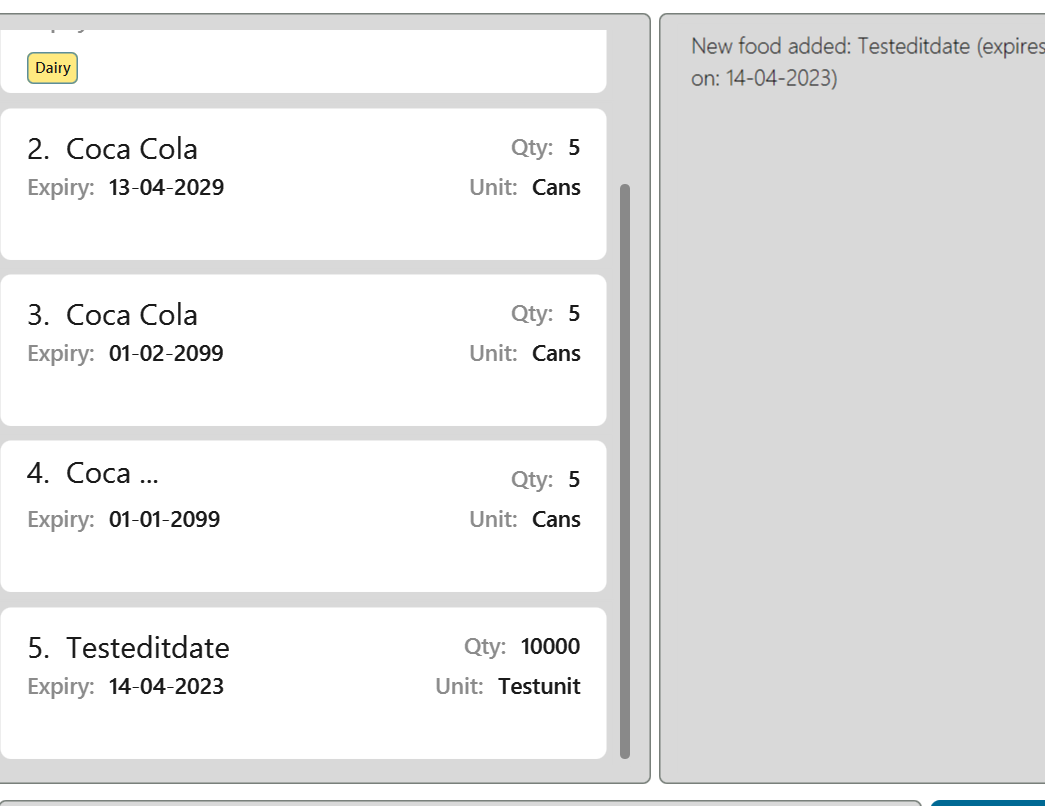 Dairy
2. Coca Cola
Qty: 5
Expiry: 13-04-2029
Unit: Cans
3. Coca Cola
Qty: 5
Expiry: 01-02-2099
Unit: Cans
4. Coca ...
Qty: 5
Expiry: 01-01-2099
Unit: Cans
5. Testeditdate
Qty: 10000
Expiry: 14-04-2023
Unit: Testunit
New food added: Testeditdate (expires
on: 14-04-2023)